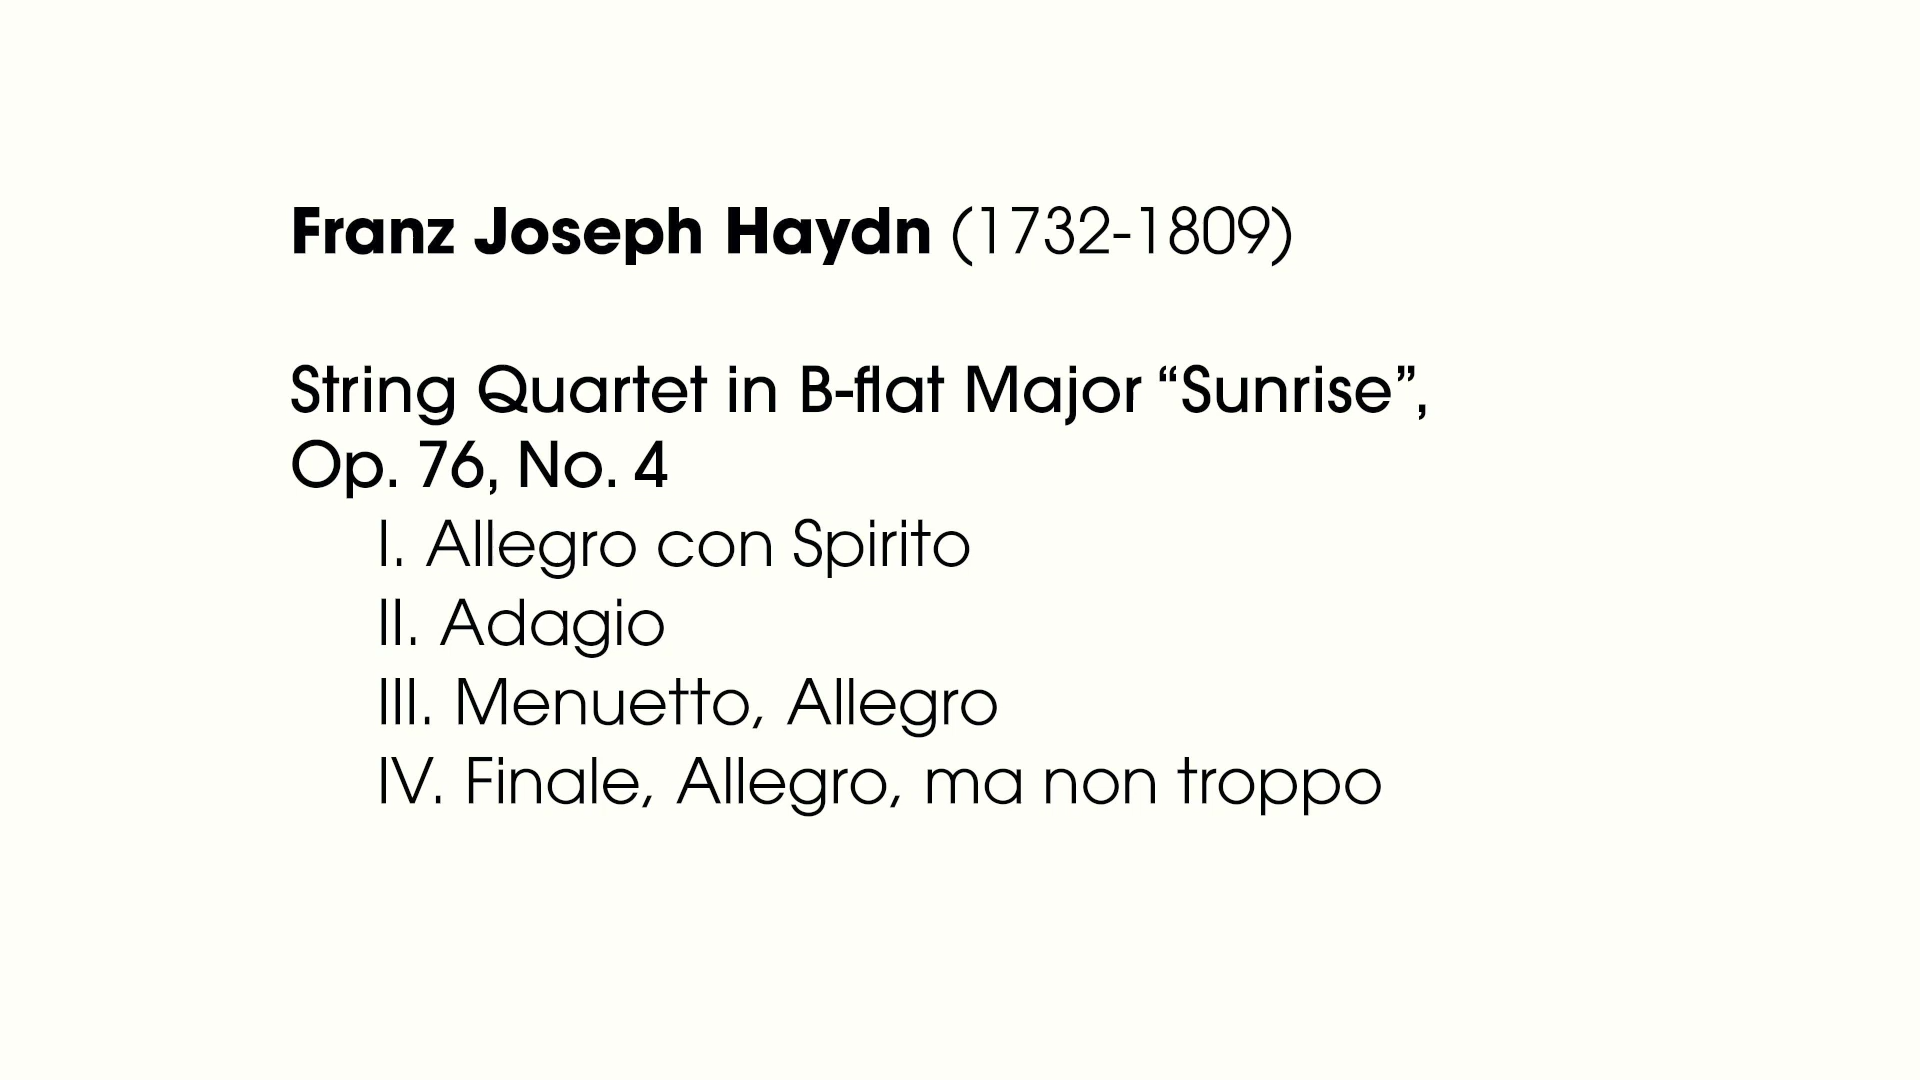 Franz Joseph Haydn (1732-1809)
String Quartet in B-flat Major “Sunrise”,
Op. 76, No. 4
I. Allegro con Spirito
II. Adagio
III. Menuetto, Allegro
IV. Finale, Allegro, ma non troppo